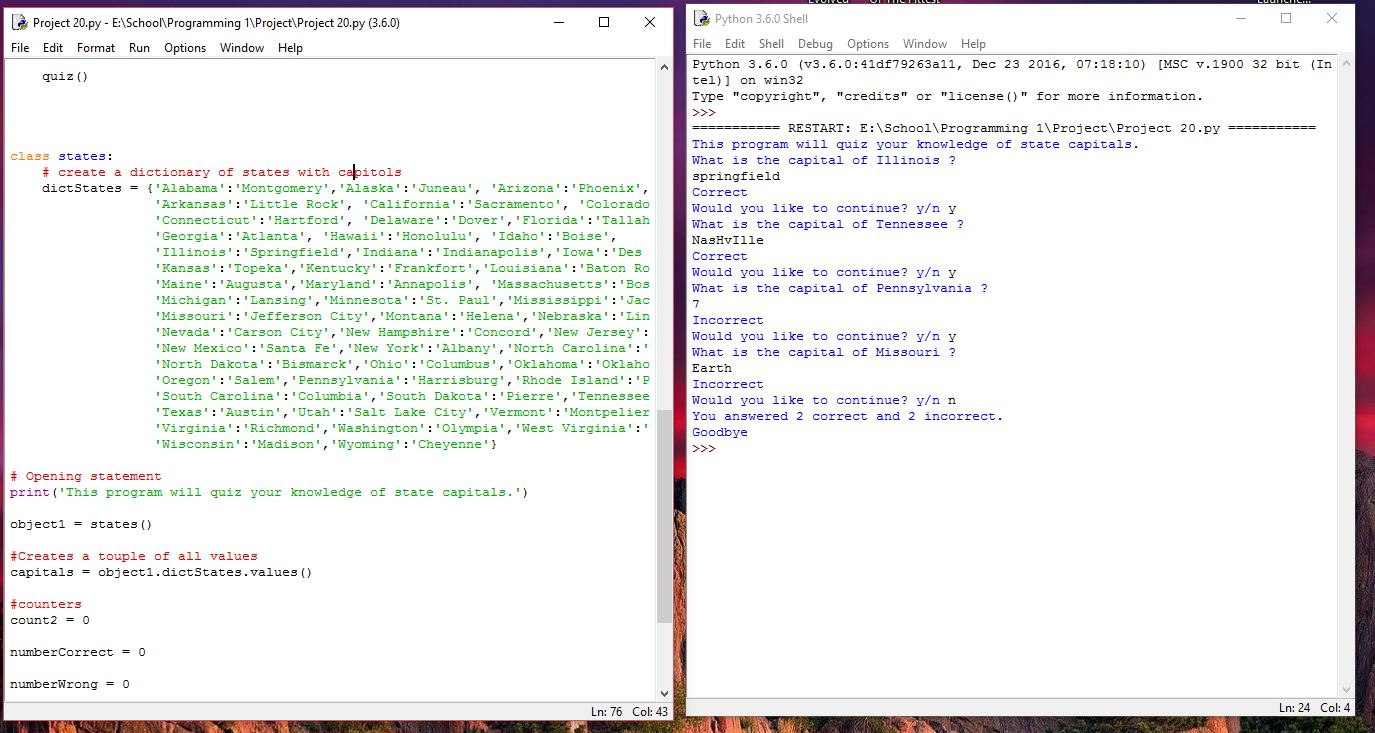 Evolved
Of The Fittest
Launche...
Project 20.py - E:\School\Programming 1\Project\Project 20.py (3.6.0)
File Edit Format Run Options Window Help
quiz()
class states:
# create a dictionary of states with capitols
dictStates = {'Alabama':'Montgomery','Alaska':'Juneau', 'Arizona':'Phoenix',
'Arkansas':'Little Rock', 'California':'Sacramento', 'Colorado
'Connecticut':'Hartford', 'Delaware':'Dover','Florida':'Tallah
'Georgia':'Atlanta', 'Hawaii':'Honolulu', 'Idaho':'Boise',
'Illinois':'Springfield','Indiana':'Indianapolis','Iowa':'Des
'Kansas':'Topeka','Kentucky':'Frankfort','Louisiana':'Baton Ro
'Maine':'Augusta','Maryland':'Annapolis', 'Massachusetts':'Bos
'Michigan':'Lansing','Minnesota':'St. Paul','Mississippi':'Jac
'Missouri':'Jefferson City','Montana':'Helena','Nebraska':'Lin
'Nevada':'Carson City','New Hampshire':'Concord','New Jersey':
'New Mexico':'Santa Fe','New York':'Albany','North Carolina':'
'North Dakota':'Bismarck','Ohio':'Columbus','Oklahoma':'Oklaho
'Oregon':'Salem','Pennsylvania':'Harrisburg','Rhode Island':'P
'South Carolina':'Columbia','South Dakota':'Pierre','Tennessee
'Texas':'Austin','Utah':'Salt Lake City','Vermont':'Montpelier
'Virginia':'Richmond','Washington':'Olympia','West Virginia':'
'Wisconsin':'Madison','Wyoming':'Cheyenne'}
# Opening statement
print('This program will quiz your knowledge of state capitals.')
object1 = states()
#Creates a touple of all values
capitals = object1.dictStates.values()
#counters
count2 = 0
numberCorrect = 0
numberWrong = 0
Ln: 76 Col: 43
Python 3.6.0 Shell
File Edit Shell Debug Options Window Help
Python 3.6.0 (v3.6.0:41df79263a11, Dec 23 2016, 07:18:10) [MSC v.1900 32 bit (In
tel)] on win32
Type "copyright", "credits" or "license()" for more information.
>>>
=========== RESTART: E:\School\Programming 1\Project\Project 20.py ===========
This program will quiz your knowledge of state capitals.
What is the capital of Illinois ?
springfield
Correct
Would you like to continue? y/n y
What is the capital of Tennessee ?
NasHvIlle
Correct
Would you like to continue? y/n y
What is the capital of Pennsylvania ?
7
Incorrect
Would you like to continue? y/n y
What is the capital of Missouri ?
Earth
Incorrect
Would you like to continue? y/n n
You answered 2 correct and 2 incorrect.
Goodbye
>>>
Ln: 24 Col: 4